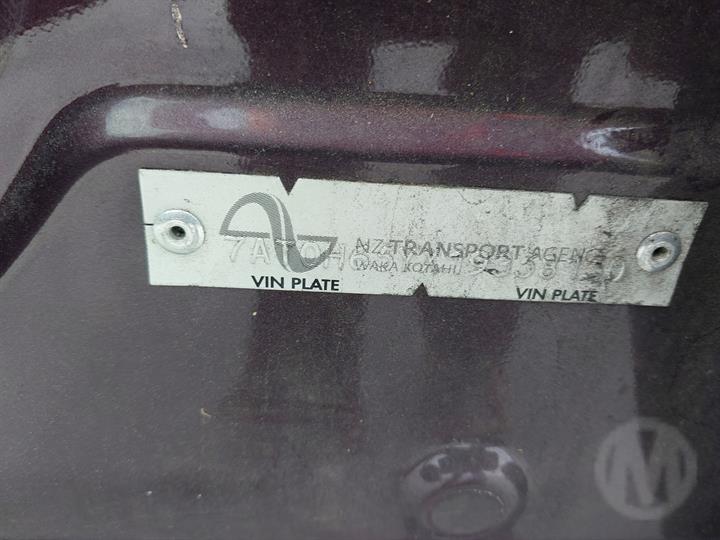 NZ TRANSPORT AGENCY
WAKA KOTAHI
VIN PLATE
VIN PLATE
M